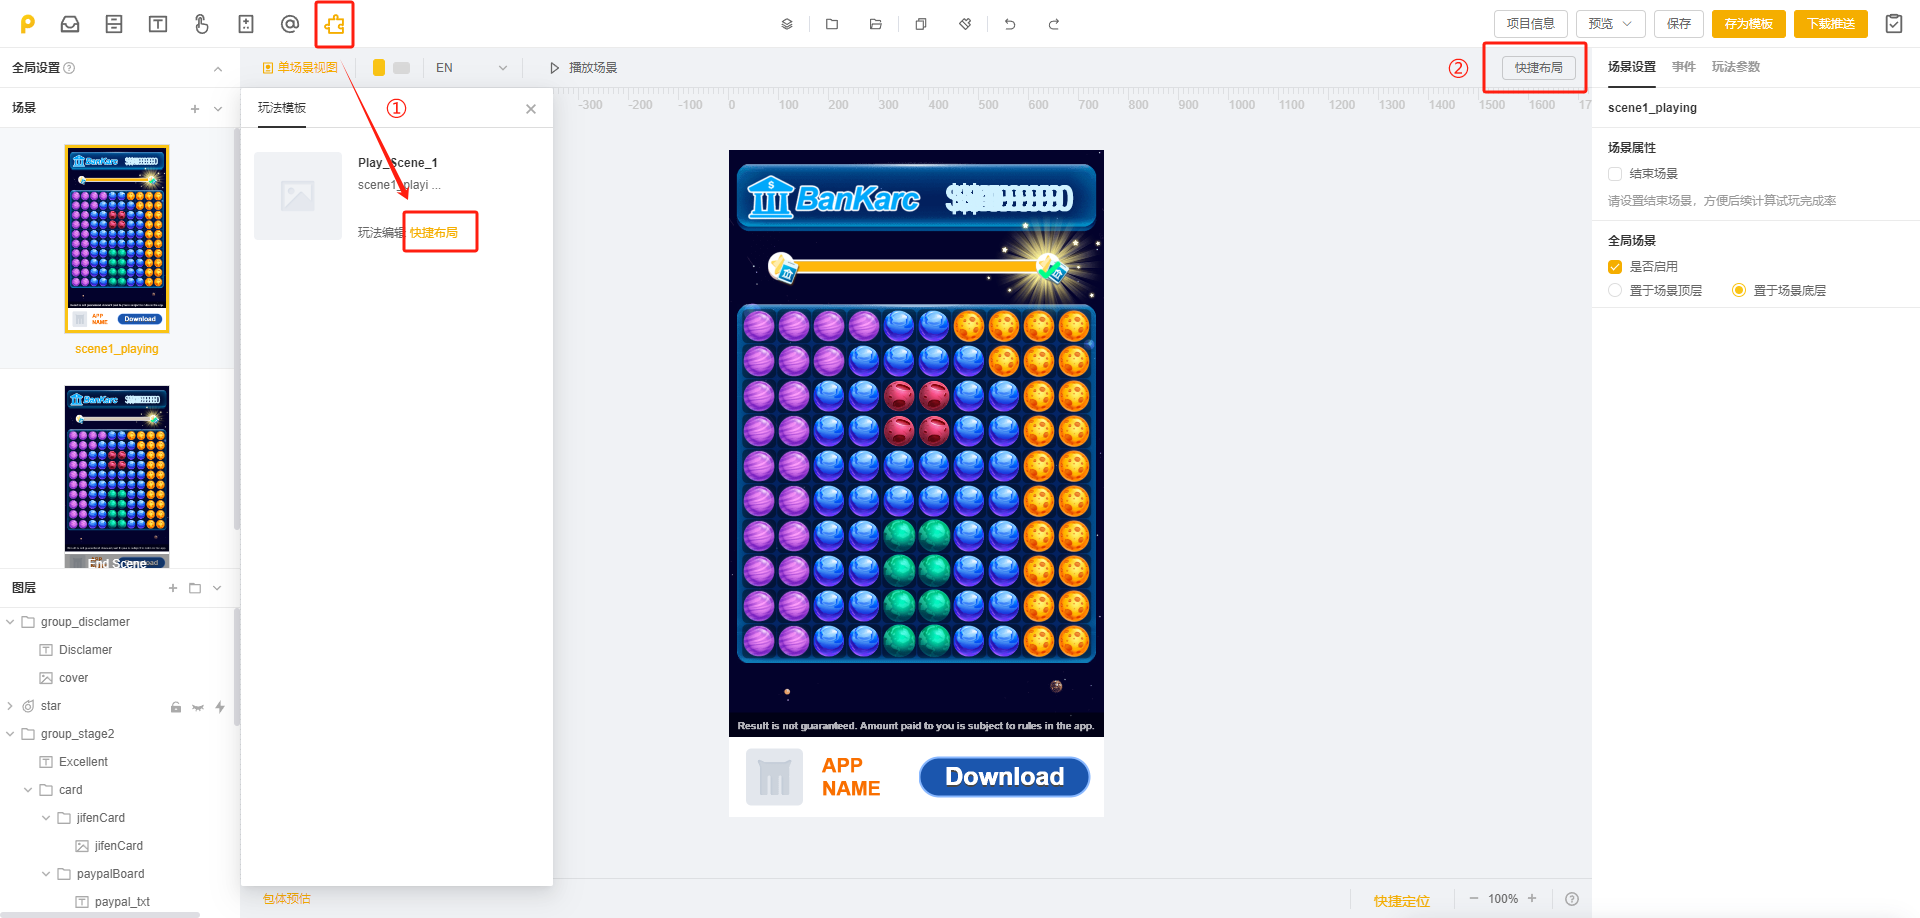 项目信息
预览
保存
存为模板
下载推送
全局设置
单场景视图
EN
播放场景
②
快捷布局
场景设置
事件
玩法参数
场景
玩法模板
①
-300
-200
-100
0
100
200
300
400
500
600
700
800
900
1000
1100
1200
1300
1400
1500
1600
17
scene1_playing
场景属性
结束场景
请设置结束场景，方便后续计算试玩完成率
全局场景
是否启用
置于场景顶层
置于场景底层
Play_Scene_1
scene1_playi ...
玩法编辑
快捷布局
BanKarc
BanKarc
APP
NAME
Download
scene1_playing
BanKarc
End Scene
Result is not guaranteed. Amount paid to you is subject to rules in the app.
APP
NAME
Download
图层
group_disclamer
Disclamer
cover
star
group_stage2
Excellent
card
jifenCard
jifenCard
paypalBoard
paypal_txt
包体预估
快捷定位
100%